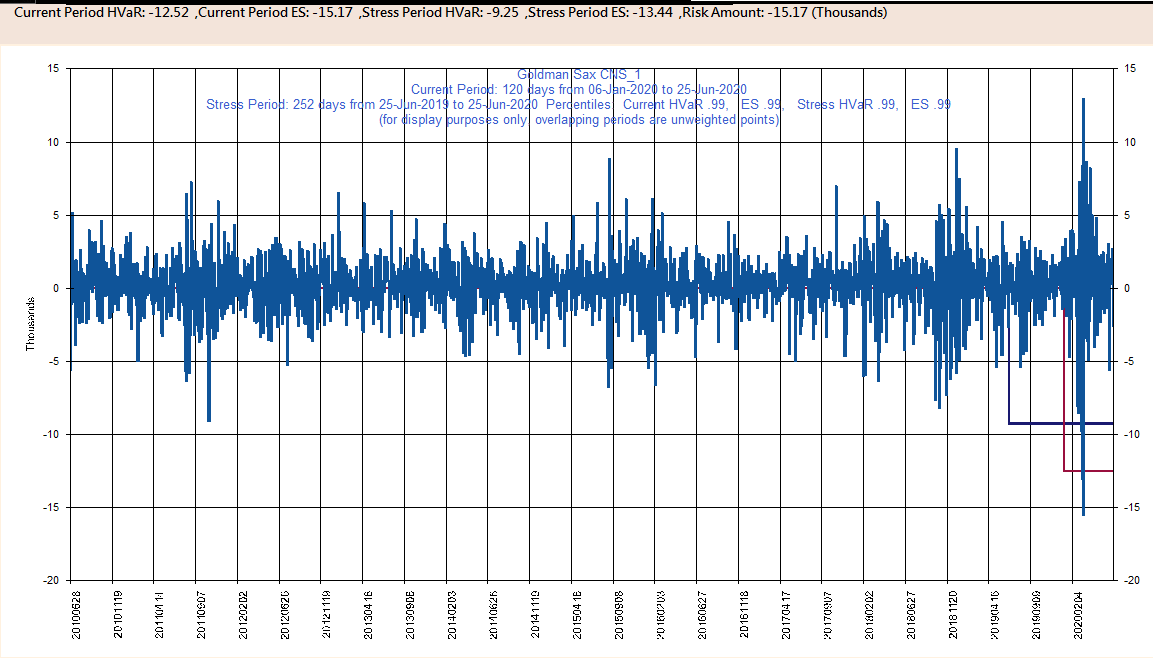 Current Period HVaR: -12.52 ,Current Period ES: -15.17 ,Stress Period HVaR: -9.25 ,Stress Period ES: -13.44 ,Risk Amount: -15.17 (Thousands)
Goldman Sax CNS_1
Current Period: 120 days from 06-Jan-2020 to 25-Jun-2020
Stress Period: 252 days from 25-Jun-2019 to 25-Jun-2020 Percentiles: Current HVaR .99, ES .99, Stress HVaR .99, ES .99
(for display purposes only, overlapping periods are unweighted points)
15 15
10 10
5 5
0 0
Thousands
-5 -5
-10 -10
-15 -15
-20 -20
20100628 20101119 20110414 20110907 20120202 20120626 20121119 20130416 20130906 20140203 20140626 20141119 20150416 20150908 20160203 20160627 20161118 20170417 20170907 20180202 20180627 20181120 20190416 20190909 20200204